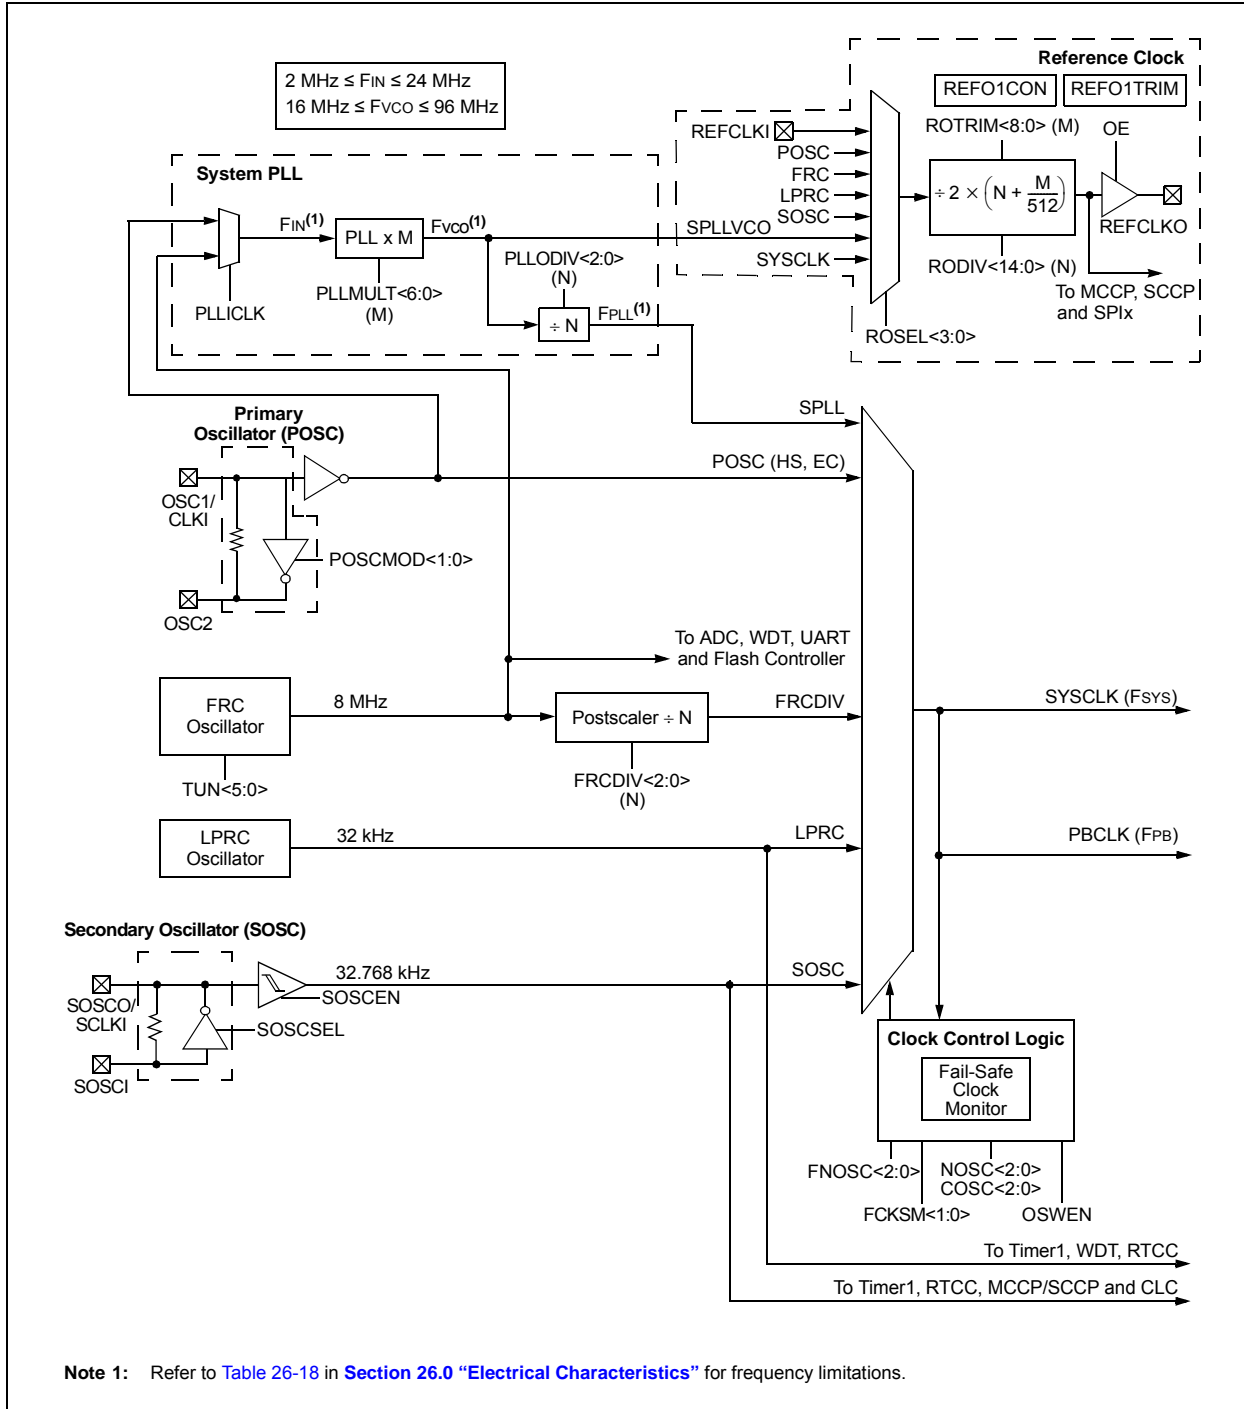 2 MHz ≤ FIN ≤ 24 MHz
16 MHz ≤ FVCO ≤ 96 MHz
Reference Clock
REFO1CON
REFO1TRIM
REFCLKI
POSC
FRC
LPRC
SOSC
SPLLVCO
SYSCLK
ROTRIM<8:0> (M)
OE
÷ 2 × (N + M/512)
REFCLKO
RODIV<14:0> (N)
To MCCP, SCCP
and SPIx
ROSEL<3:0>
System PLL
FIN(1)
PLL x M
FVCO(1)
PLLICLK
PLLMULT<6:0>
(M)
PLLODIV<2:0>
(N)
÷ N
FPLL(1)
SPLL
Primary
Oscillator (POSC)
OSC1/
CLKI
OSC2
POSCMOD<1:0>
POSC (HS, EC)
To ADC, WDT, UART
and Flash Controller
FRC
Oscillator
8 MHz
TUN<5:0>
Postscaler ÷ N
FRCDIV<2:0>
(N)
FRCDIV
SYSCLK (FSYS)
LPRC
Oscillator
32 kHz
LPRC
PBCLK (FPB)
Secondary Oscillator (SOSC)
SOSCO/
SCLKI
SOSCI
32.768 kHz
SOSCEN
SOSCSEL
SOSC
Clock Control Logic
Fail-Safe
Clock
Monitor
FNOSC<2:0>
NOSC<2:0>
COSC<2:0>
FCKSM<1:0>
OSWEN
To Timer1, WDT, RTCC
To Timer1, RTCC, MCCP/SCCP and CLC
Note 1: Refer to Table 26-18 in Section 26.0 “Electrical Characteristics” for frequency limitations.